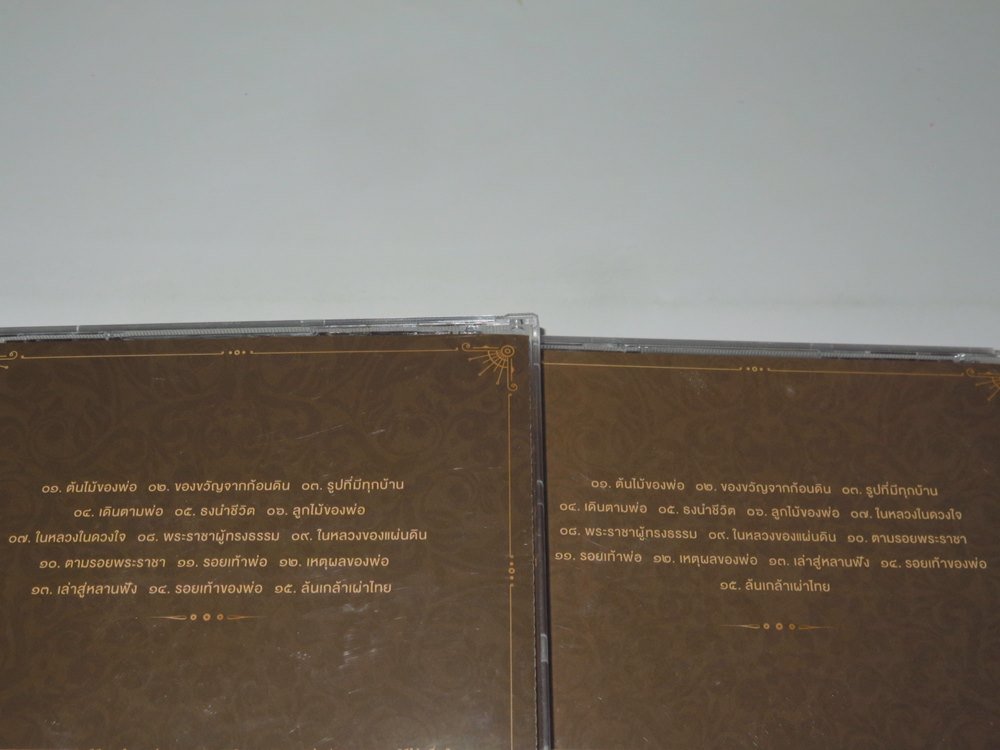 ๐๑. ต้นไม้ของพ่อ ๐๒. ของขวัญจากก้อนดิน ๐๓. รูปที่มีทุกบ้าน
๐๔. เดินตามพ่อ ๐๕. ธงนำชีวิต ๐๖. ลูกไม้ของพ่อ
๐๗. ในหลวงในดวงใจ ๐๘. พระราชาผู้ทรงธรรม ๐๙. ในหลวงของแผ่นดิน
๑๐. ตามรอยพระราชา ๑๑. รอยเท้าพ่อ ๑๒. เหตุผลของพ่อ
๑๓. เล่าสู่หลานฟัง ๑๔. รอยเท้าของพ่อ ๑๕. ล้นเกล้าเผ่าไทย
๐๑. ต้นไม้ของพ่อ ๐๒. ของขวัญจากก้อนดิน ๐๓. รูปที่มีทุกบ้าน
๐๔. เดินตามพ่อ ๐๕. ธงนำชีวิต ๐๖. ลูกไม้ของพ่อ ๐๗. ในหลวงในดวงใจ
๐๘. พระราชาผู้ทรงธรรม ๐๙. ในหลวงของแผ่นดิน ๑๐. ตามรอยพระราชา
๑๑. รอยเท้าพ่อ ๑๒. เหตุผลของพ่อ ๑๓. เล่าสู่หลานฟัง ๑๔. รอยเท้าของพ่อ
๑๕. ล้นเกล้าเผ่าไทย